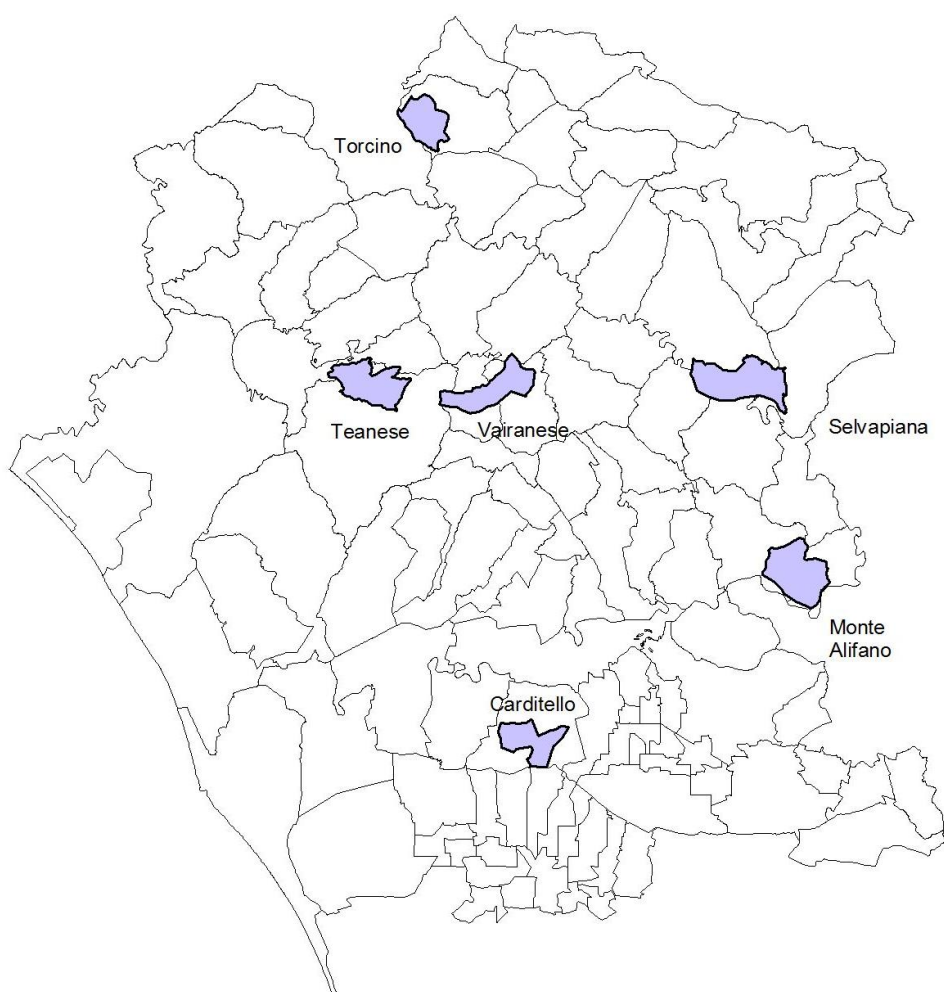 Torcino
Teanese
Vairanese
Selvapiana
Monte
Alifano
Carditello